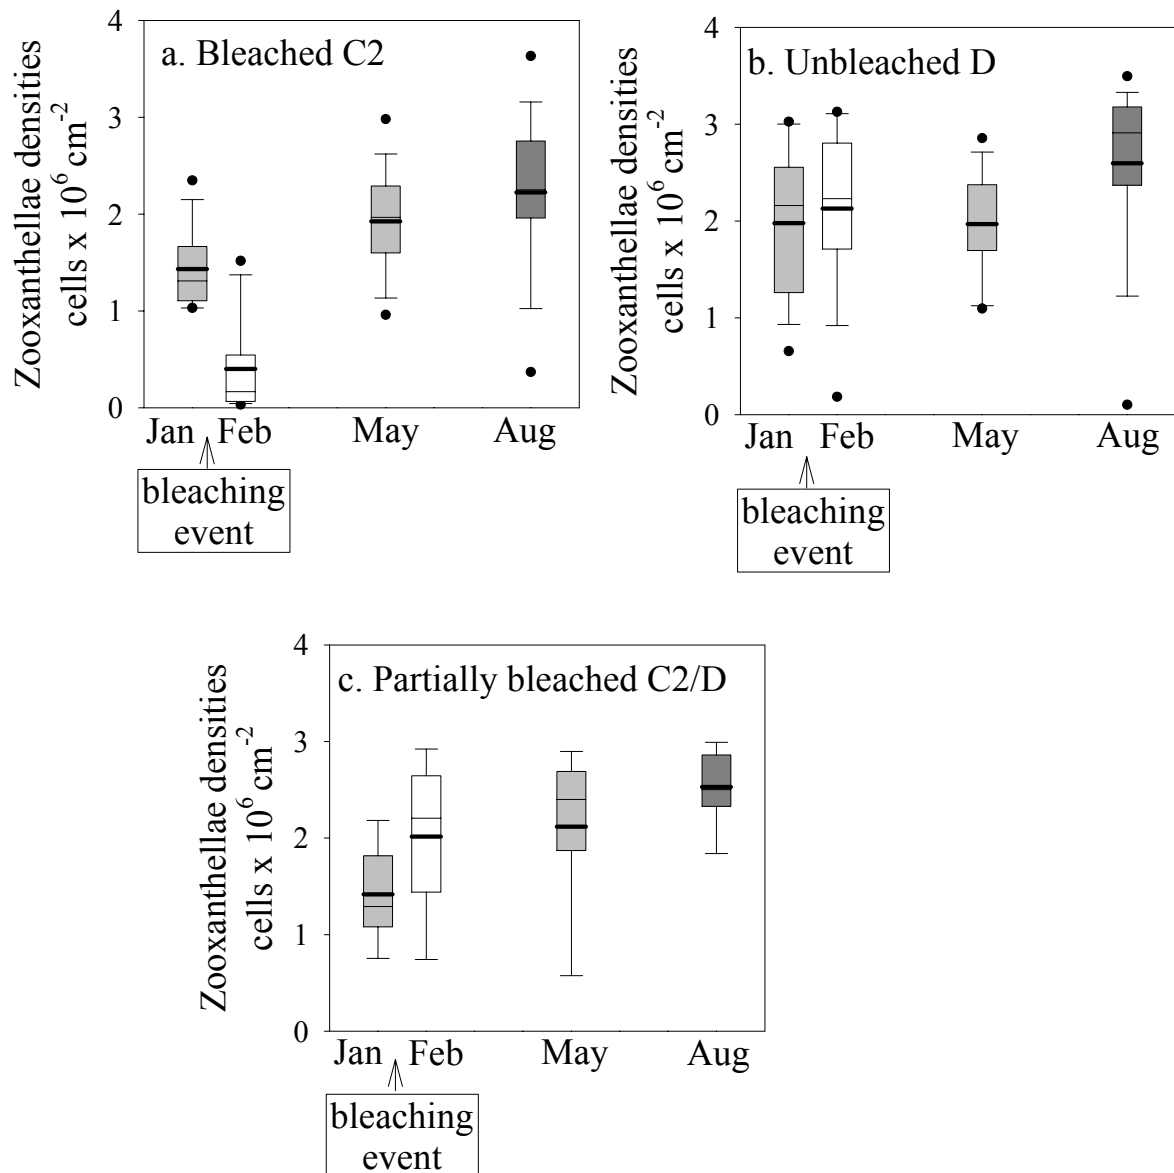 a. Bleached C2
Zooxanthellae densities
cells x 10^6 cm^-2
4
3
2
1
0
Jan Feb May Aug
bleaching
event
b. Unbleached D
Zooxanthellae densities
cells x 10^6 cm^-2
4
3
2
1
0
Jan Feb May Aug
bleaching
event
c. Partially bleached C2/D
Zooxanthellae densities
cells x 10^6 cm^-2
4
3
2
1
0
Jan Feb May Aug
bleaching
event